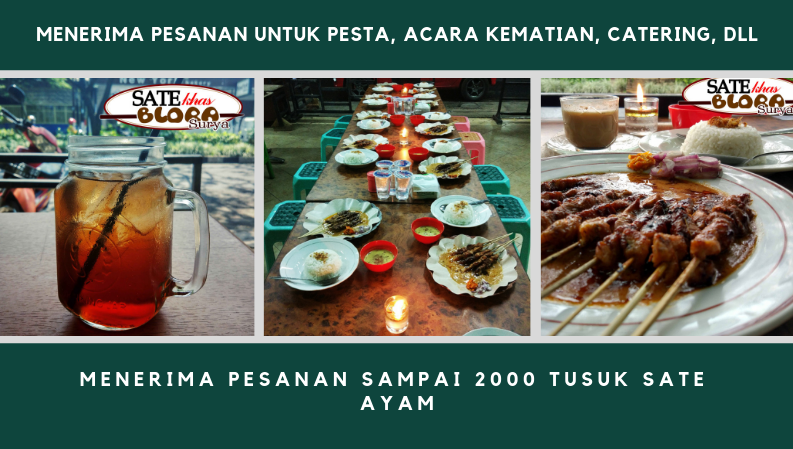 MENERIMA PESANAN UNTUK PESTA, ACARA KEMATIAN, CATERING, DLL
SATE khas
BLORA
Surya
SATE khas
BLORA
Surya
MENERIMA PESANAN SAMPAI 2000 TUSUK SATE
AYAM